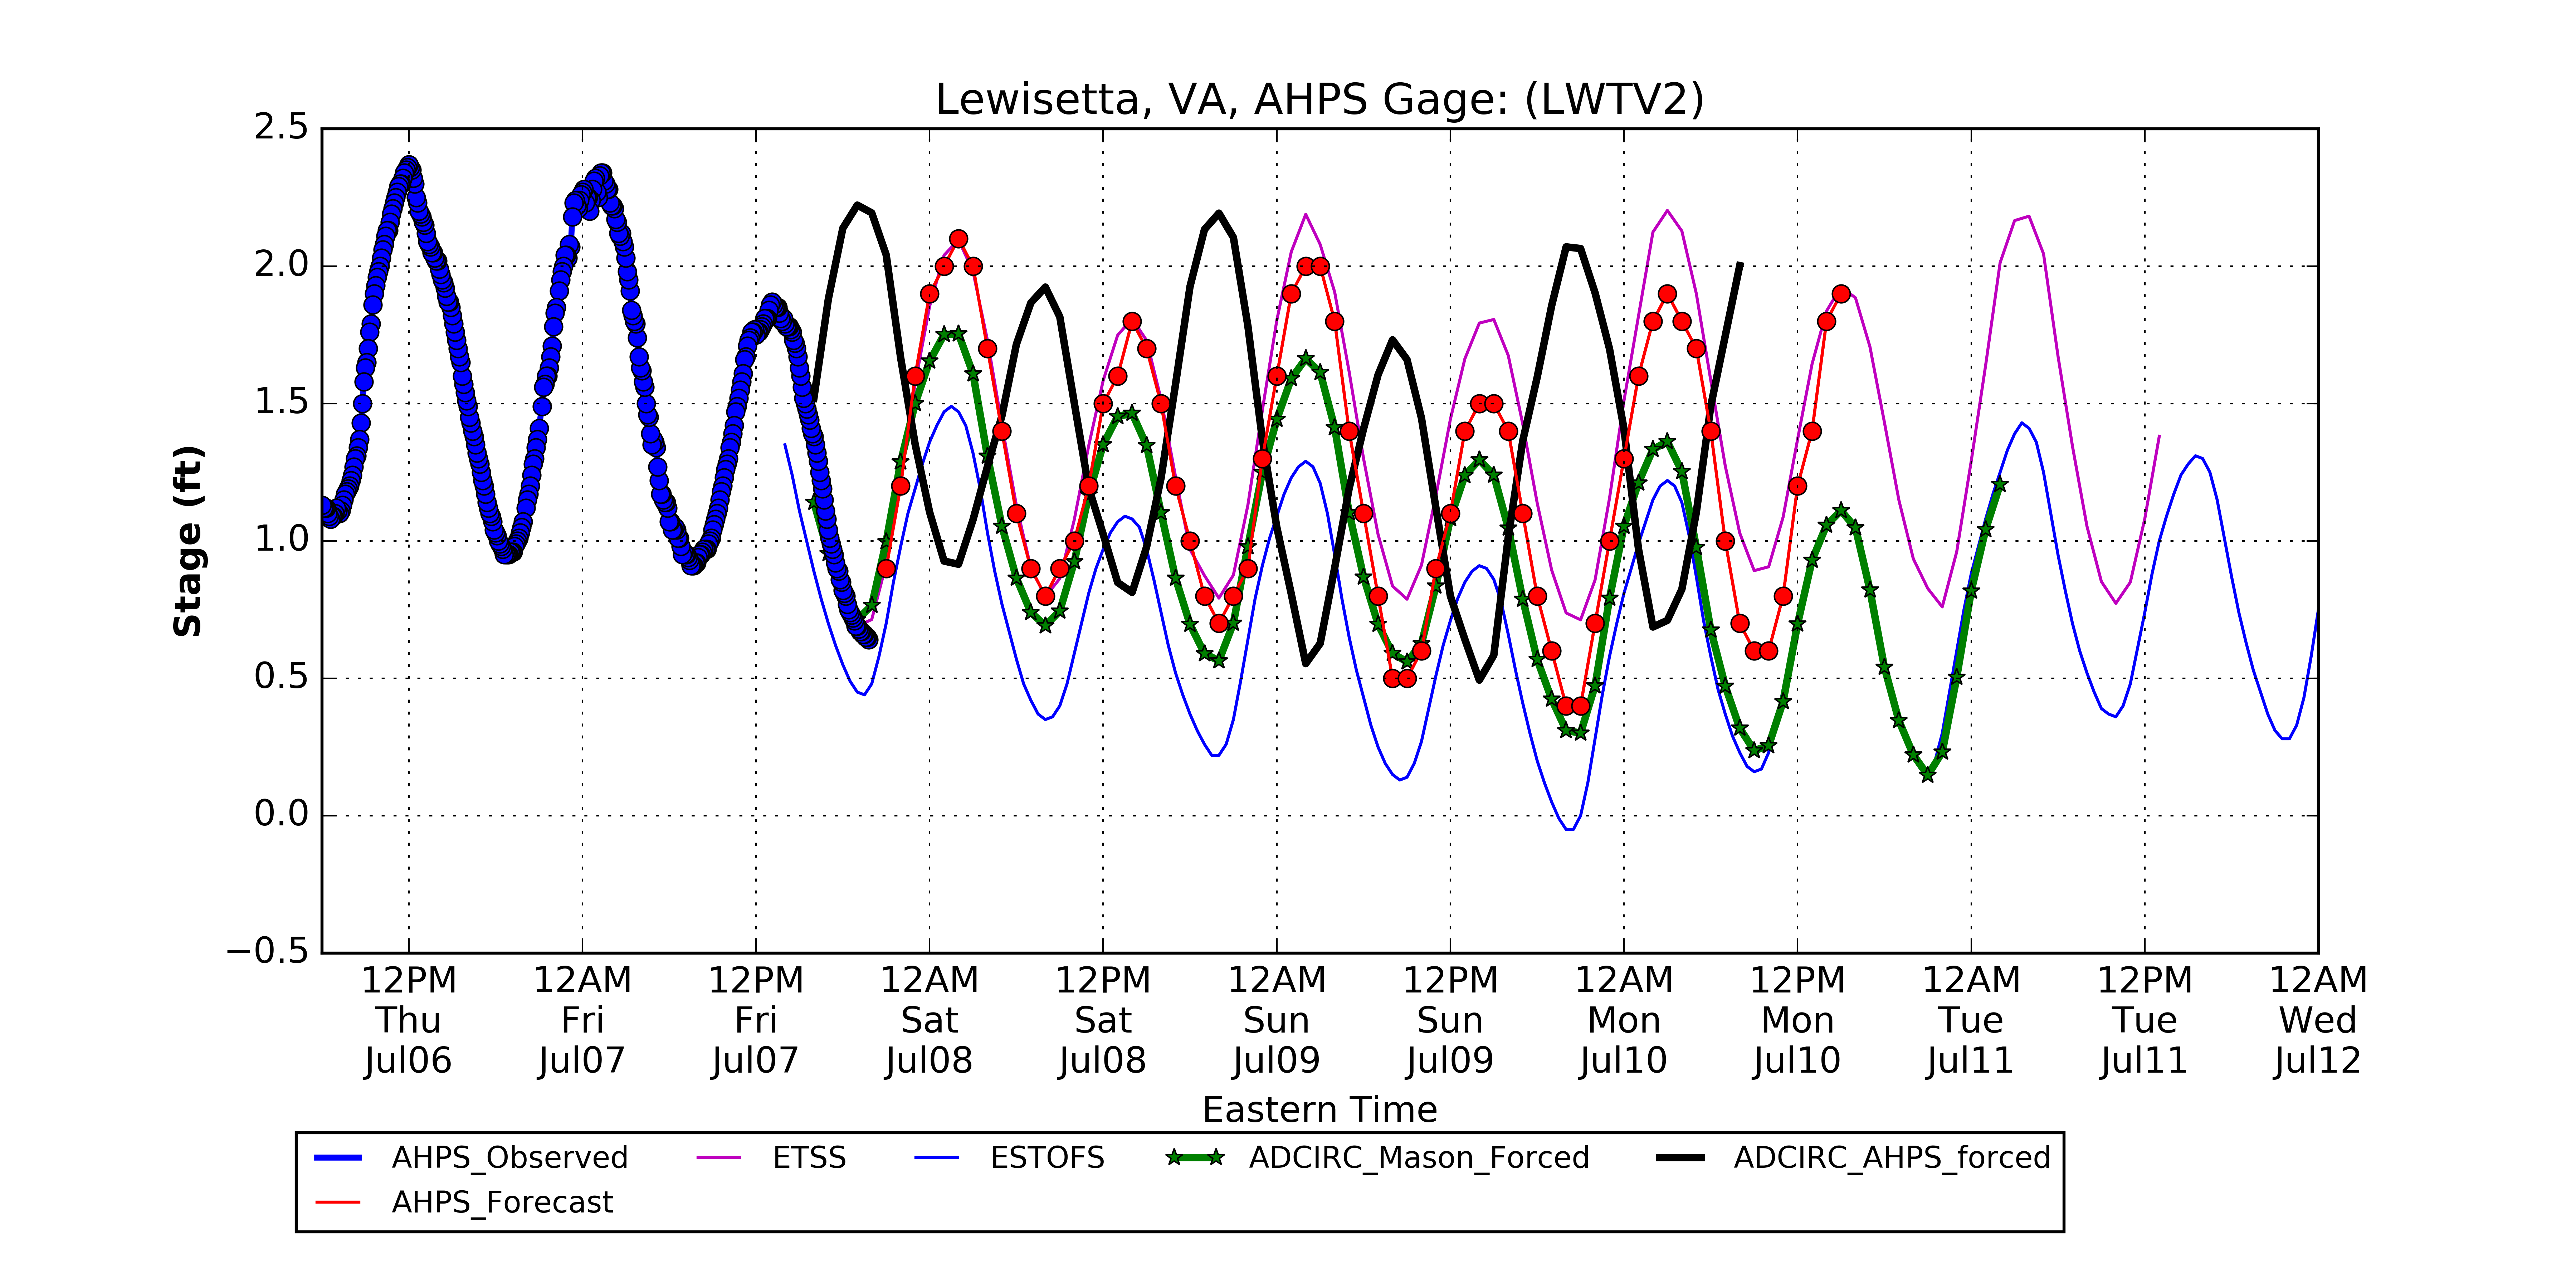 Lewisetta, VA, AHPS Gage: (LWTV2)
2.5
2.0
1.5
1.0
0.5
0.0
−0.5
Stage (ft)
12PM 12AM 12PM 12AM 12PM 12AM 12PM 12AM 12PM 12AM 12PM 12AM
Thu Fri Fri Sat Sat Sun Sun Mon Mon Tue Tue Wed
Jul06 Jul07 Jul07 Jul08 Jul08 Jul09 Jul09 Jul10 Jul10 Jul11 Jul11 Jul12
Eastern Time
AHPS_Observed ETSS ESTOFS ADCIRC_Mason_Forced ADCIRC_AHPS_forced
AHPS_Forecast